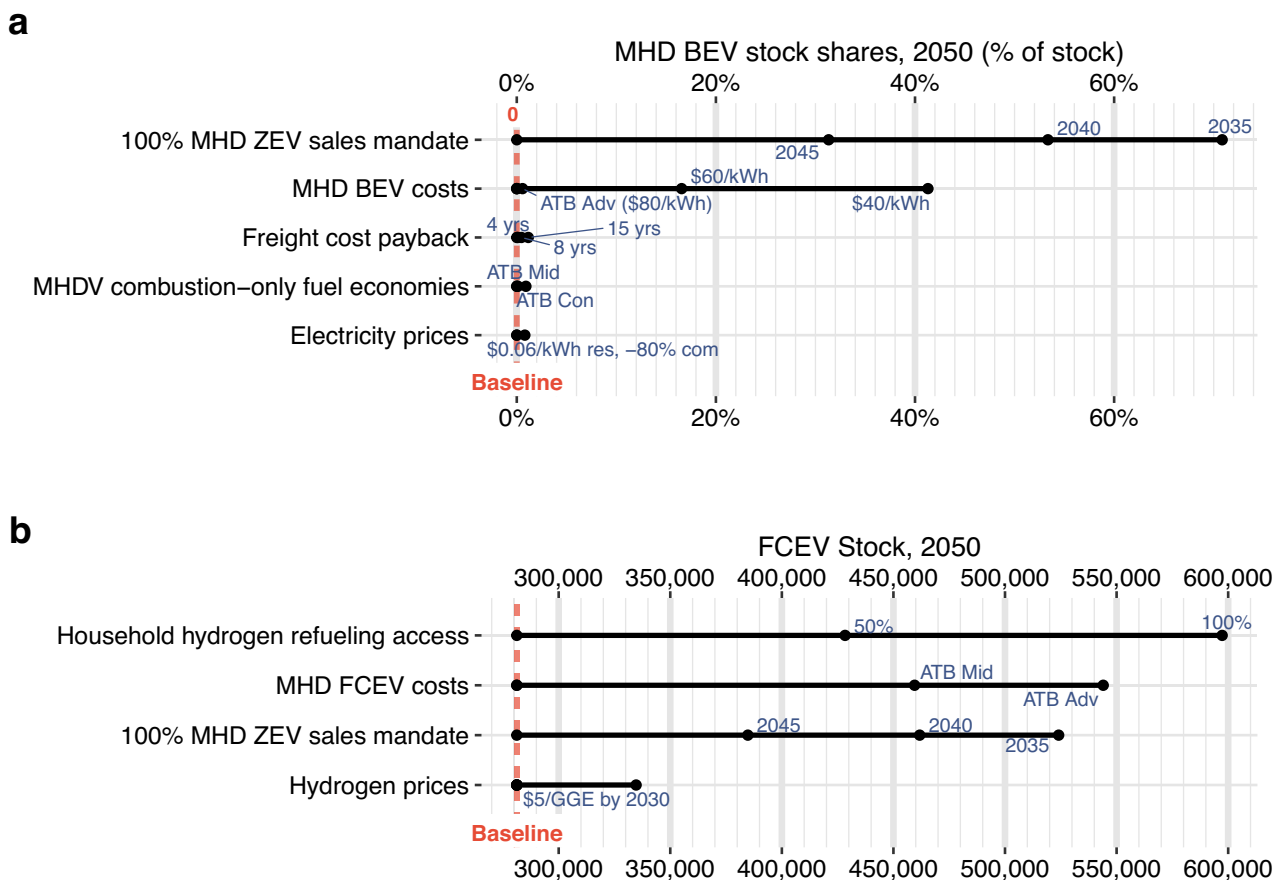 a
MHD BEV stock shares, 2050 (% of stock)
0% 20% 40% 60%
0
100% MHD ZEV sales mandate
2045 2040 2035
MHD BEV costs
ATB Adv ($80/kWh) $60/kWh $40/kWh
Freight cost payback
4 yrs 8 yrs 15 yrs
MHDV combustion−only fuel economies
ATB Mid
ATB Con
Electricity prices
$0.06/kWh res, −80% com
Baseline
0% 20% 40% 60%
b
FCEV Stock, 2050
300,000 350,000 400,000 450,000 500,000 550,000 600,000
Household hydrogen refueling access
50% 100%
MHD FCEV costs
ATB Mid ATB Adv
100% MHD ZEV sales mandate
2045 2040 2035
Hydrogen prices
$5/GGE by 2030
Baseline
300,000 350,000 400,000 450,000 500,000 550,000 600,000